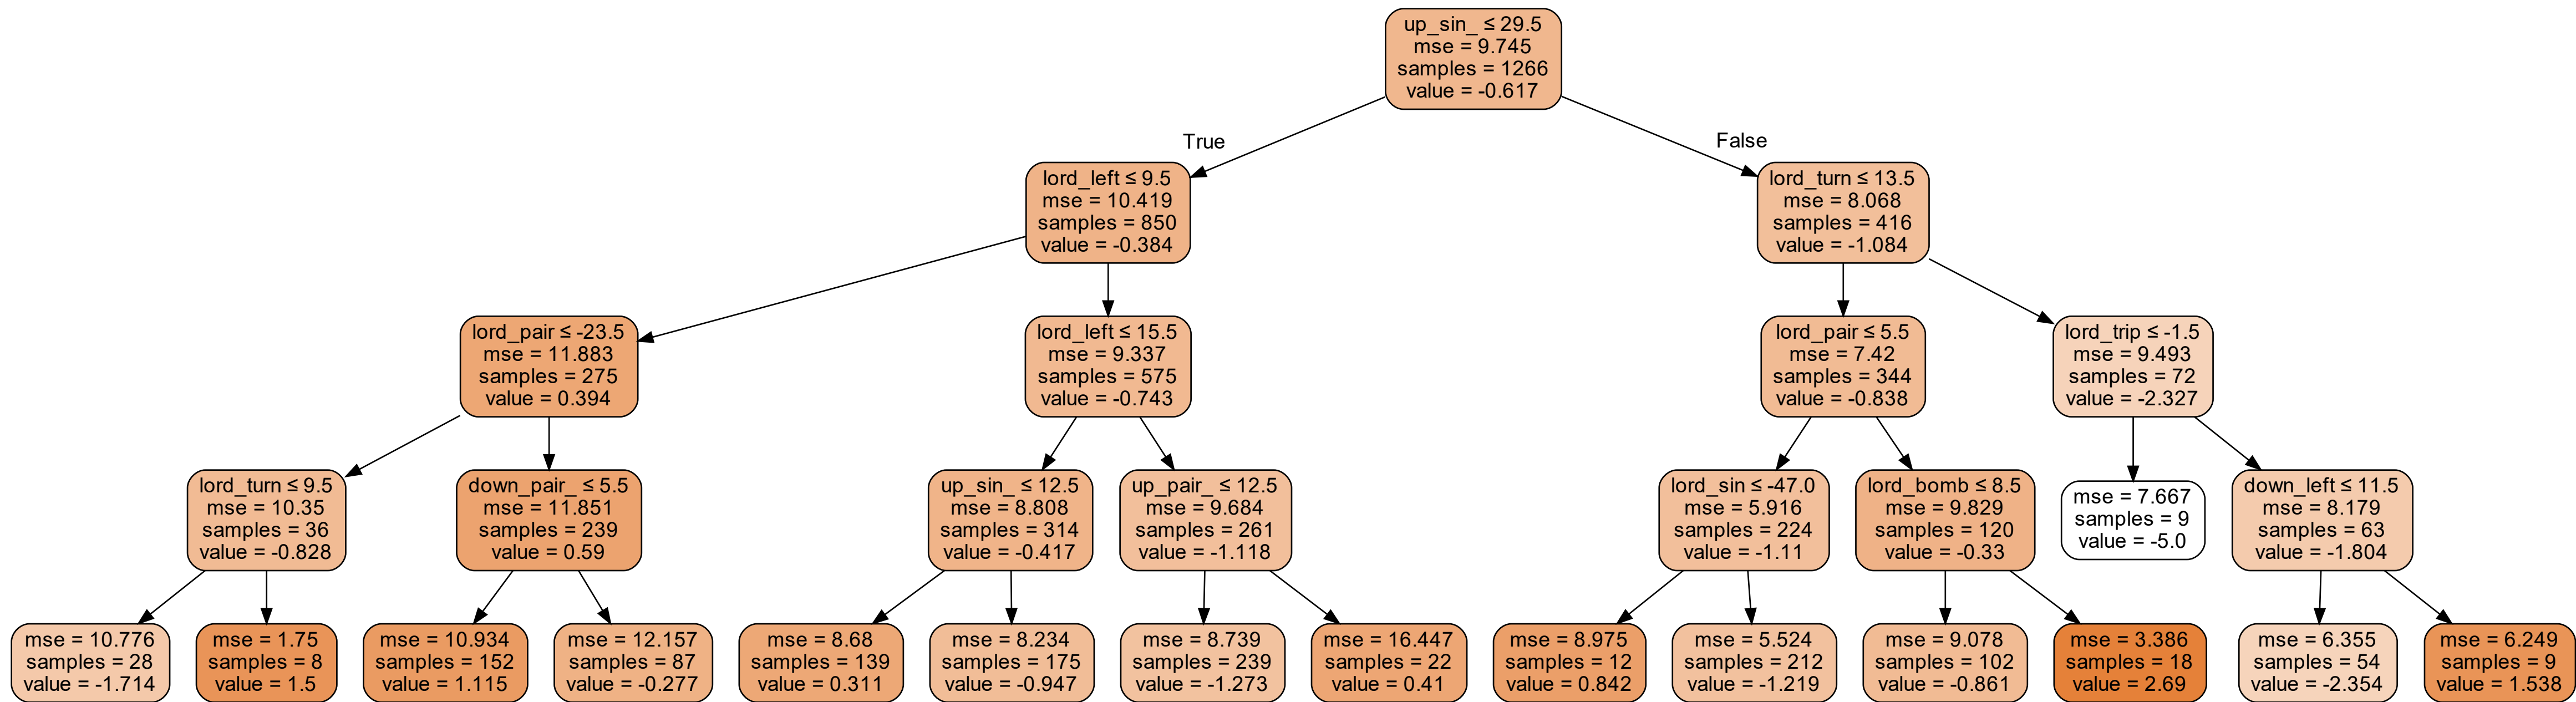 up_sin_ ≤ 29.5
mse = 9.745
samples = 1266
value = -0.617
True
False
lord_left ≤ 9.5
mse = 10.419
samples = 850
value = -0.384
lord_turn ≤ 13.5
mse = 8.068
samples = 416
value = -1.084
lord_pair ≤ -23.5
mse = 11.883
samples = 275
value = 0.394
lord_left ≤ 15.5
mse = 9.337
samples = 575
value = -0.743
lord_pair ≤ 5.5
mse = 7.42
samples = 344
value = -0.838
lord_trip ≤ -1.5
mse = 9.493
samples = 72
value = -2.327
lord_turn ≤ 9.5
mse = 10.35
samples = 36
value = -0.828
down_pair_ ≤ 5.5
mse = 11.851
samples = 239
value = 0.59
up_sin_ ≤ 12.5
mse = 8.808
samples = 314
value = -0.417
up_pair_ ≤ 12.5
mse = 9.684
samples = 261
value = -1.118
lord_sin ≤ -47.0
mse = 5.916
samples = 224
value = -1.11
lord_bomb ≤ 8.5
mse = 9.829
samples = 120
value = -0.33
mse = 7.667
samples = 9
value = -5.0
down_left ≤ 11.5
mse = 8.179
samples = 63
value = -1.804
mse = 10.776
samples = 28
value = -1.714
mse = 1.75
samples = 8
value = 1.5
mse = 10.934
samples = 152
value = 1.115
mse = 12.157
samples = 87
value = -0.277
mse = 8.68
samples = 139
value = 0.311
mse = 8.234
samples = 175
value = -0.947
mse = 8.739
samples = 239
value = -1.273
mse = 16.447
samples = 22
value = 0.41
mse = 8.975
samples = 12
value = 0.842
mse = 5.524
samples = 212
value = -1.219
mse = 9.078
samples = 102
value = -0.861
mse = 3.386
samples = 18
value = 2.69
mse = 6.355
samples = 54
value = -2.354
mse = 6.249
samples = 9
value = 1.538